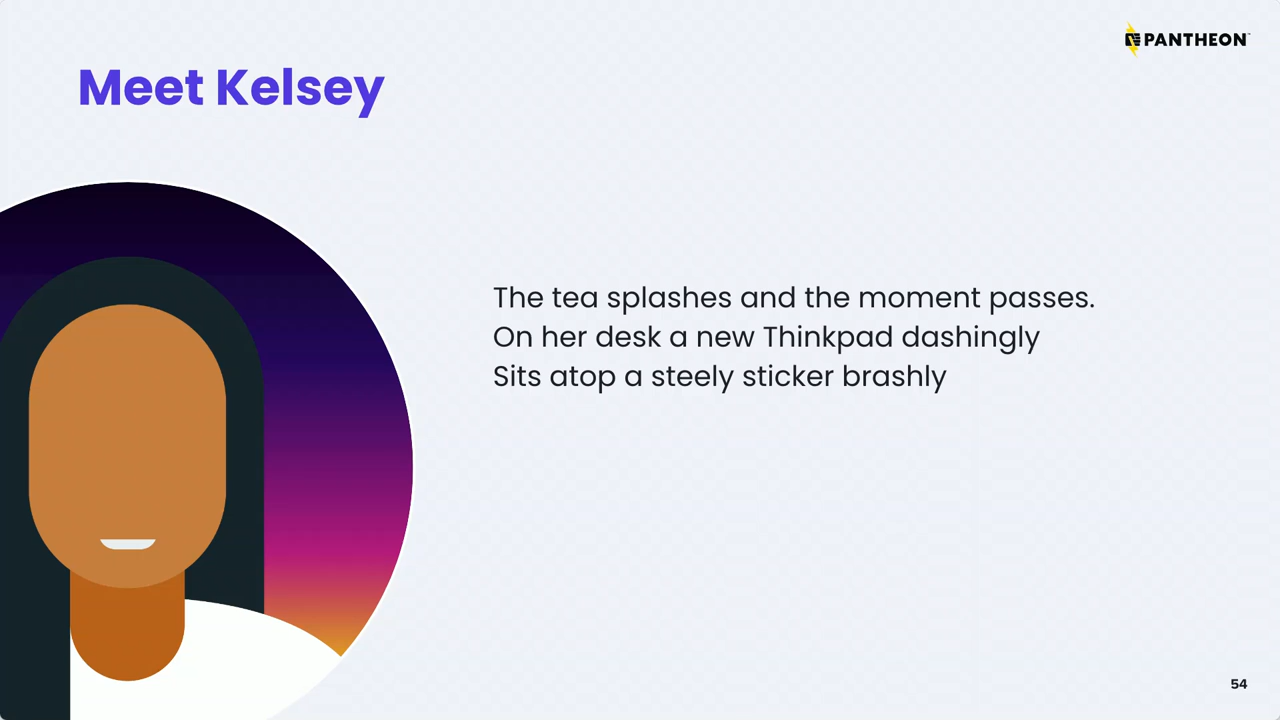 PANTHEON
Meet Kelsey
The tea splashes and the moment passes.
On her desk a new Thinkpad dashingly
Sits atop a steely sticker brashly
54